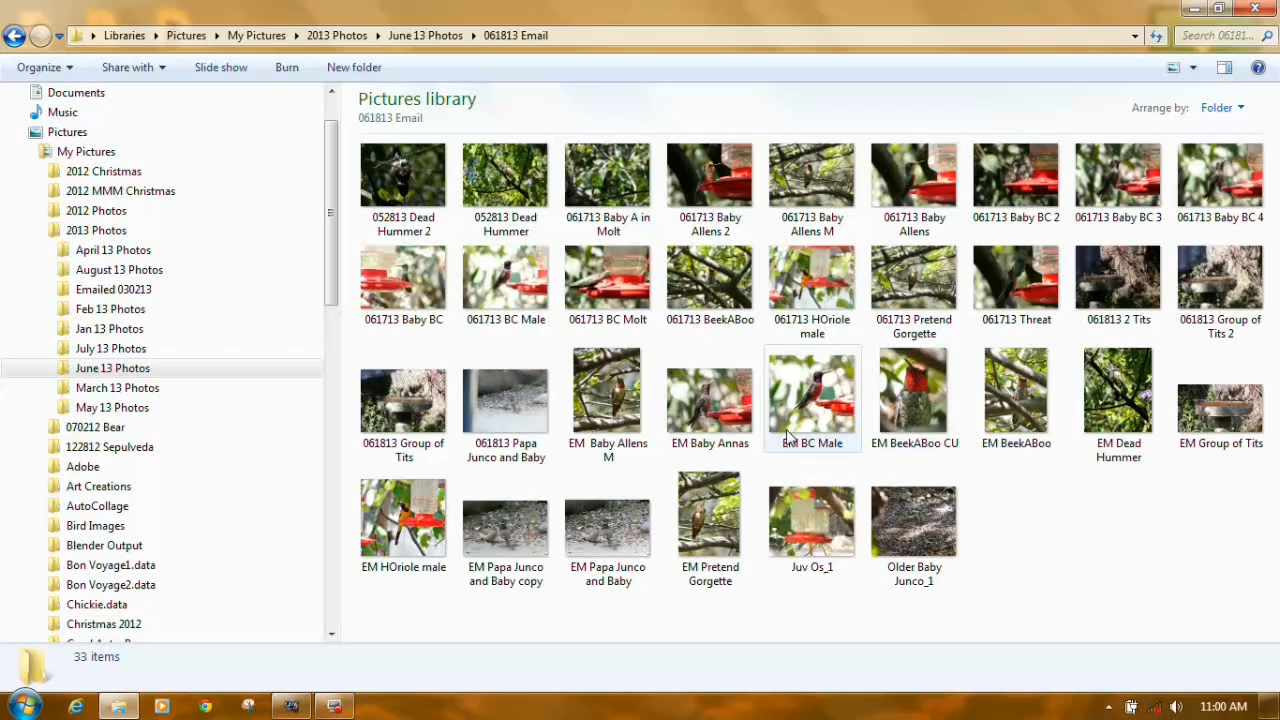 Libraries Pictures My Pictures 2013 Photos June 13 Photos 061813 Email
Search 06181...
Organize Share with Slide show Burn New folder
Documents
Music
Pictures
My Pictures
2012 Christmas
2012 MMM Christmas
2012 Photos
2013 Photos
April 13 Photos
August 13 Photos
Emailed 030213
Feb 13 Photos
Jan 13 Photos
July 13 Photos
June 13 Photos
March 13 Photos
May 13 Photos
070212 Bear
122812 Sepulveda
Adobe
Art Creations
AutoCollage
Bird Images
Blender Output
Bon Voyage1.data
Bon Voyage2.data
Chickie.data
Christmas 2012
Pictures library
061813 Email
Arrange by: Folder
052813 Dead
Hummer 2
052813 Dead
Hummer
061713 Baby A in
Molt
061713 Baby
Allens 2
061713 Baby
Allens M
061713 Baby
Allens
061713 Baby BC 2
061713 Baby BC 3
061713 Baby BC 4
061713 Baby BC
061713 BC Male
061713 BC Molt
061713 BeekABoo
061713 HOriole
male
061713 Pretend
Gorgette
061713 Threat
061813 2 Tits
061813 Group of
Tits 2
061813 Group of
Tits
061813 Papa
Junco and Baby
EM Baby Allens
M
EM Baby Annas
EM BC Male
EM BeekABoo CU
EM BeekABoo
EM Dead
Hummer
EM Group of Tits
EM HOriole male
EM Papa Junco
and Baby copy
EM Papa Junco
and Baby
EM Pretend
Gorgette
Juv Os_1
Older Baby
Junco_1
33 items
11:00 AM